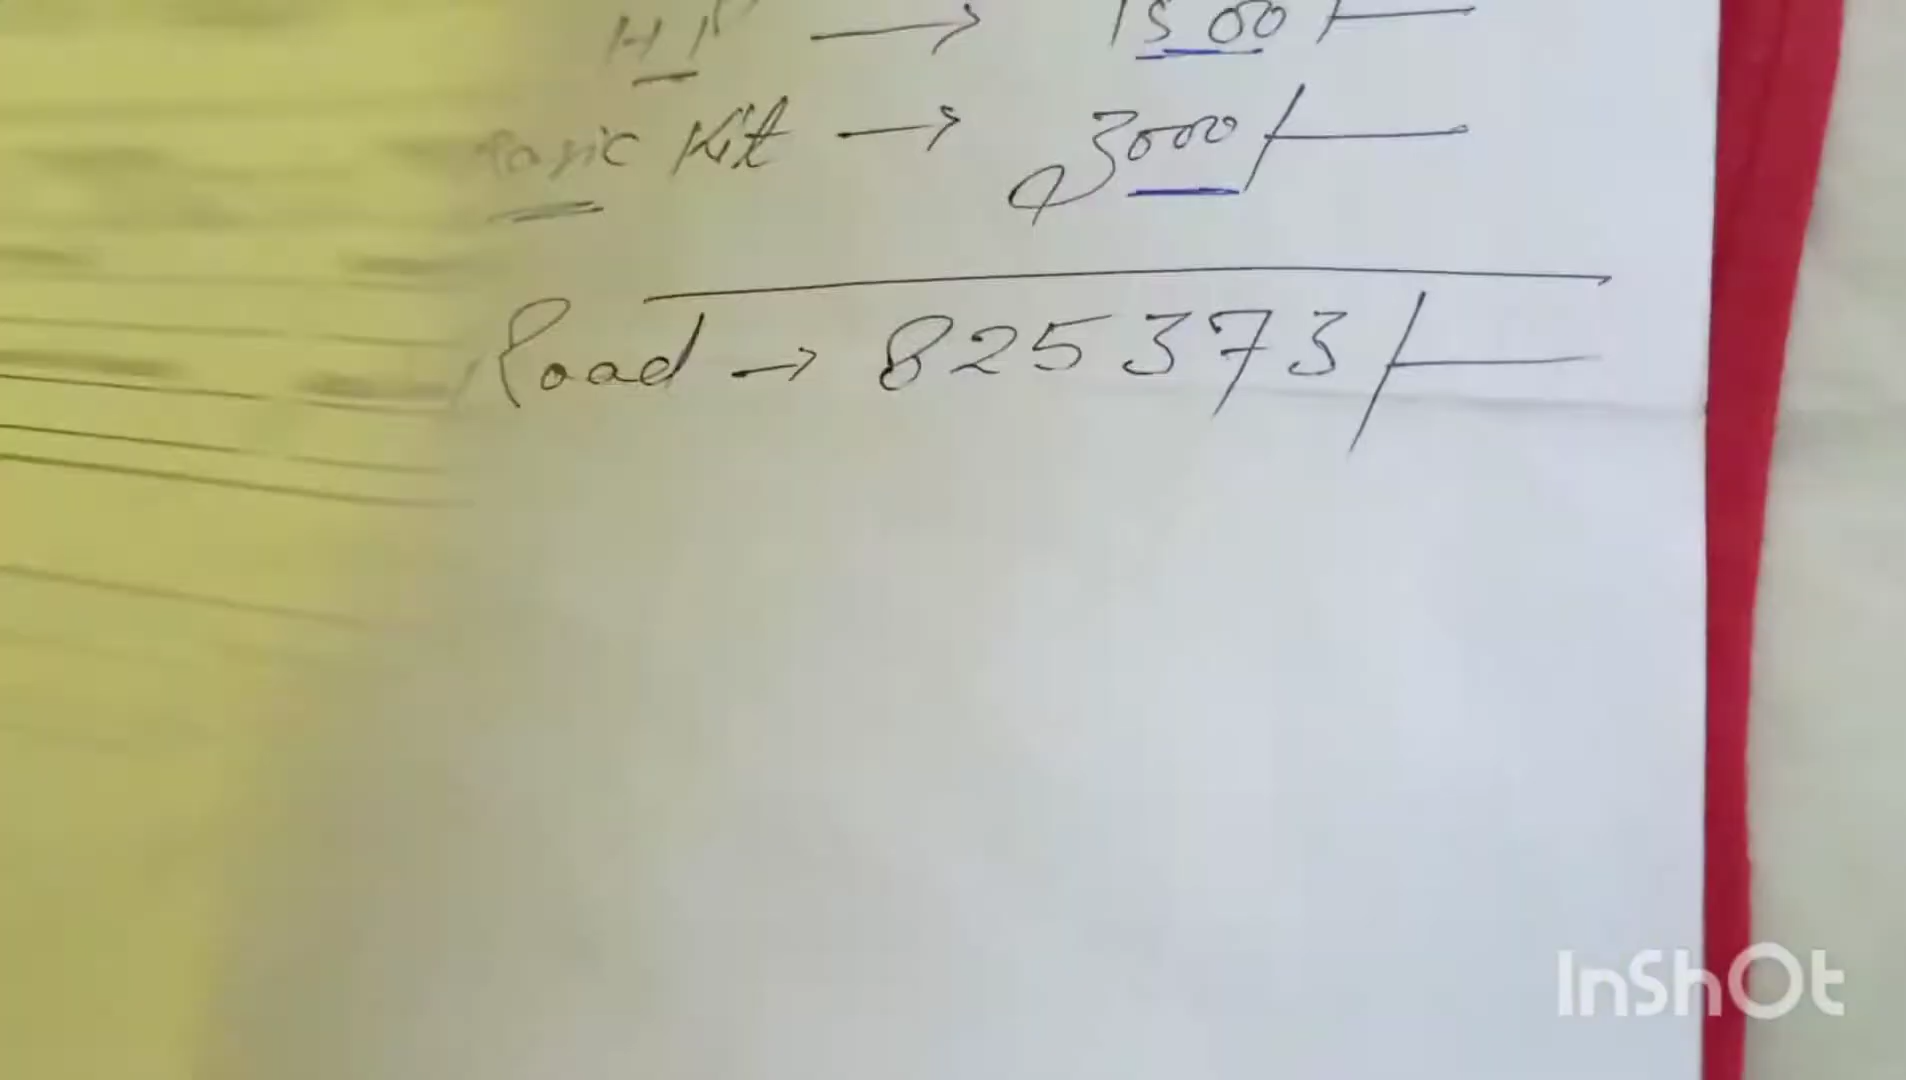 HP → 1500/-
Basic Kit → 3000/-
Road → 825373/-
InShOt